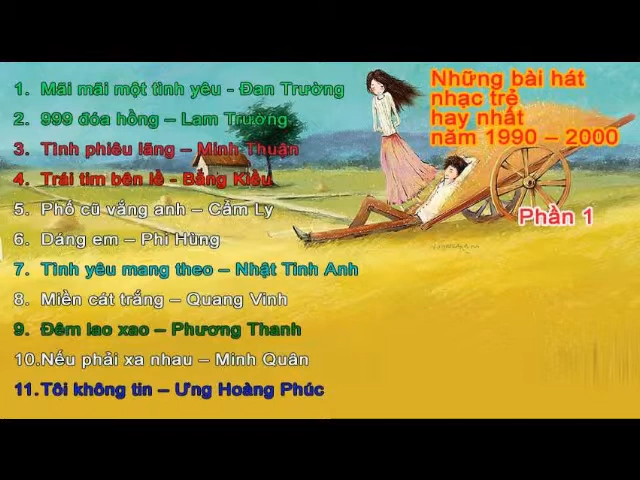 1. Mãi mãi một tình yêu - Đan Trường
2. 999 đóa hồng – Lam Trường
3. Tình phiêu lãng – Minh Thuận
4. Trái tim bên lề - Bằng Kiều
5. Phố cũ vắng anh – Cẩm Ly
6. Dáng em – Phi Hùng
7. Tình yêu mang theo – Nhật Tinh Anh
8. Miền cát trắng – Quang Vinh
9. Đêm lao xao – Phương Thanh
10. Nếu phải xa nhau – Minh Quân
11. Tôi không tin – Ưng Hoàng Phúc
Những bài hát
nhạc trẻ
hay nhất
năm 1990 – 2000
Phần 1